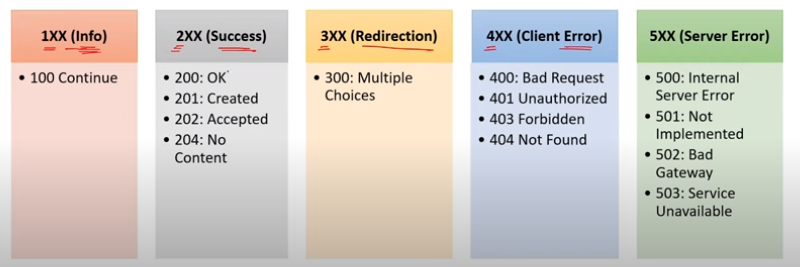 1XX (Info)
• 100 Continue
2XX (Success)
• 200: OK
• 201: Created
• 202: Accepted
• 204: No
Content
3XX (Redirection)
• 300: Multiple
Choices
4XX (Client Error)
• 400: Bad Request
• 401 Unauthorized
• 403 Forbidden
• 404 Not Found
5XX (Server Error)
• 500: Internal
Server Error
• 501: Not
Implemented
• 502: Bad
Gateway
• 503: Service
Unavailable